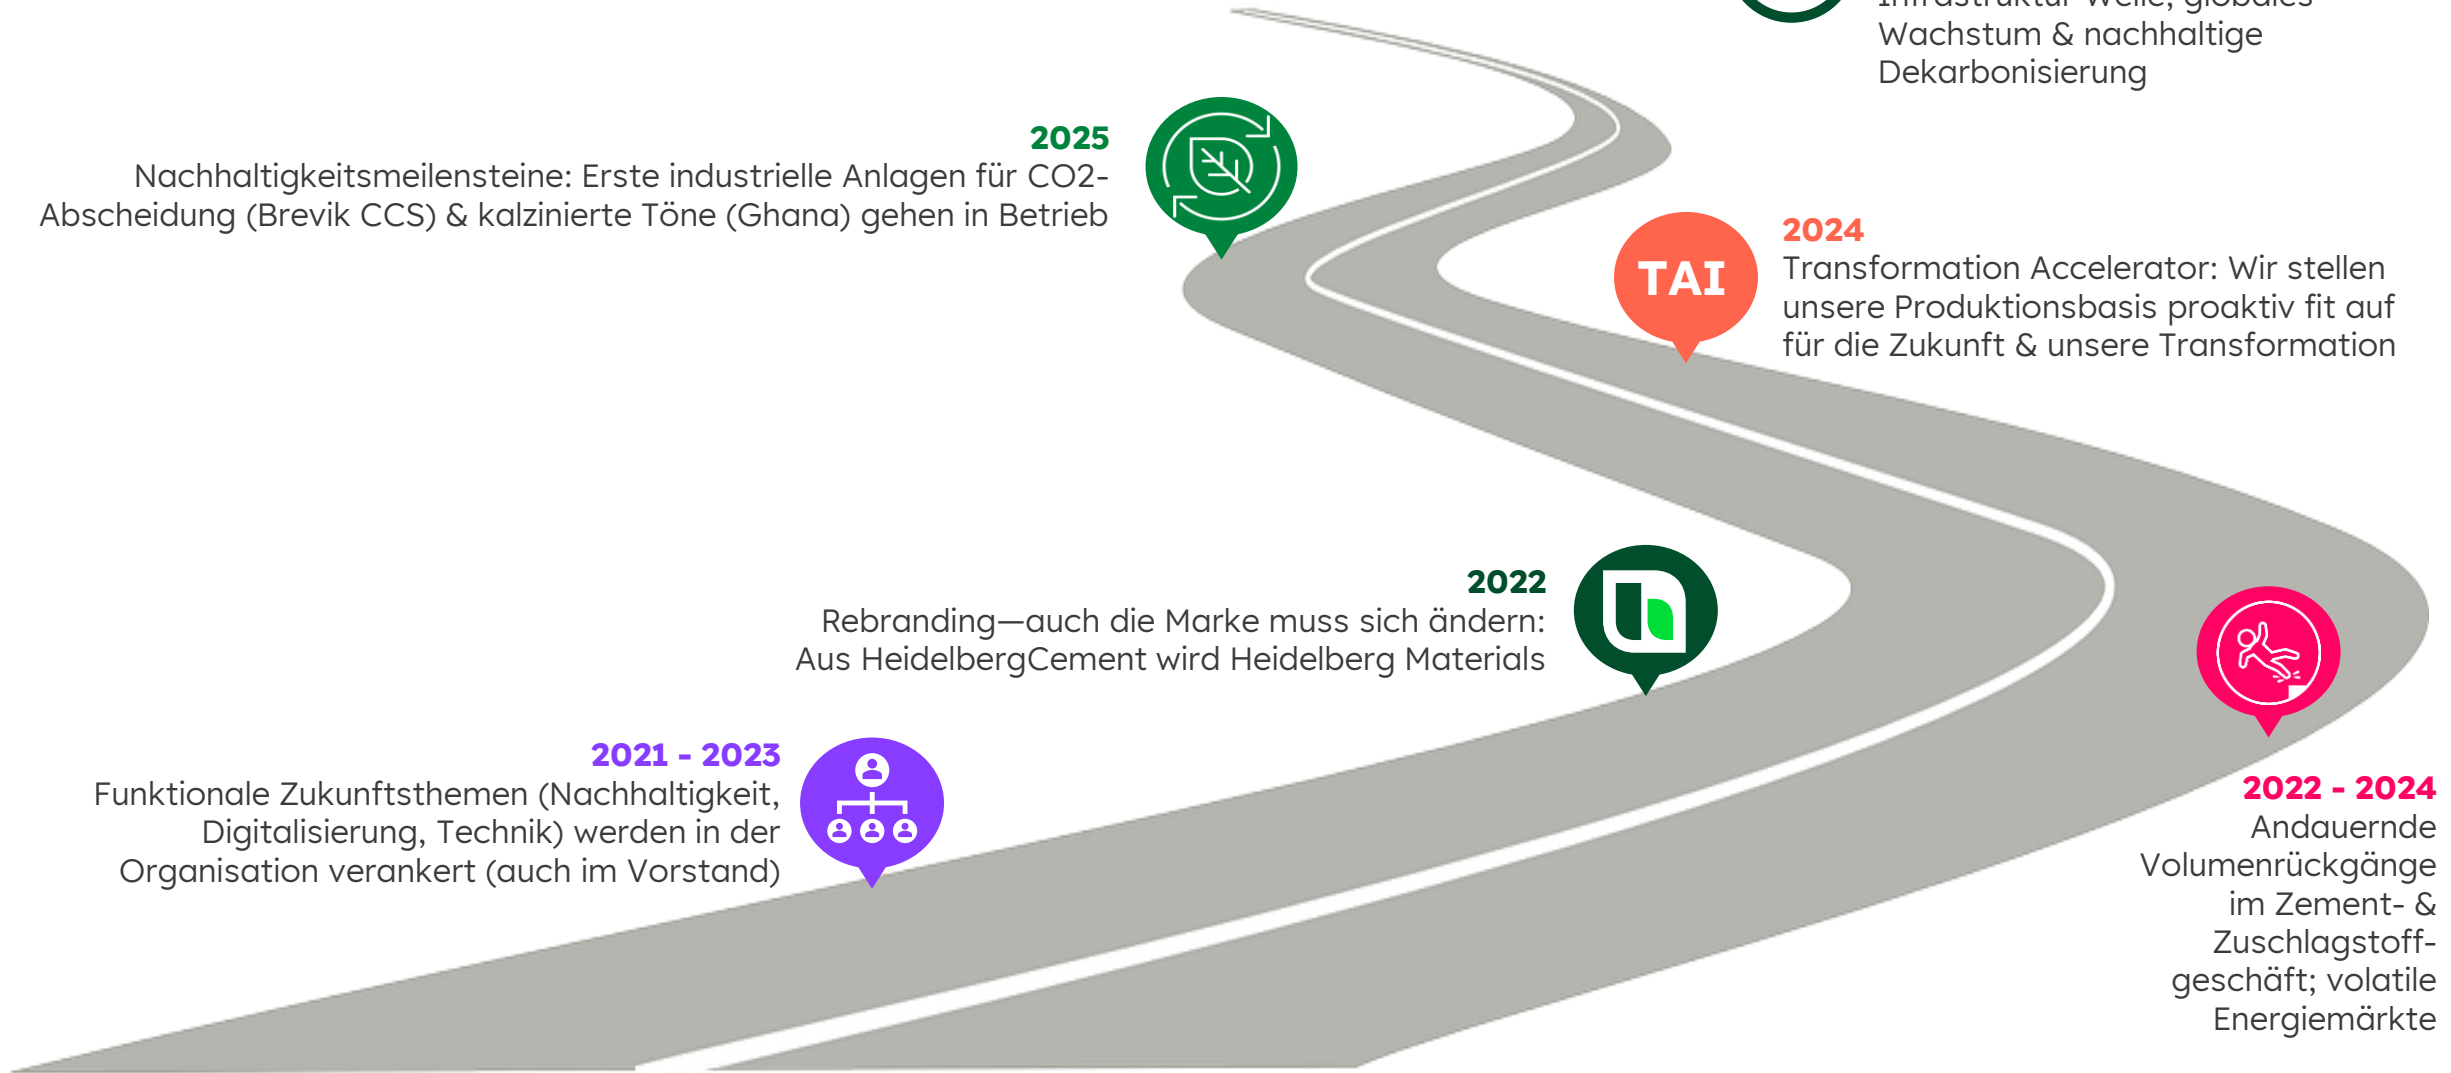 Wachstum & nachhaltige
Dekarbonisierung
2025
Nachhaltigkeitsmeilensteine: Erste industrielle Anlagen für CO2-
Abscheidung (Brevik CCS) & kalzinierte Töne (Ghana) gehen in Betrieb
TAI
2024
Transformation Accelerator: Wir stellen
unsere Produktionsbasis proaktiv fit auf
für die Zukunft & unsere Transformation
2022
Rebranding—auch die Marke muss sich ändern:
Aus HeidelbergCement wird Heidelberg Materials
2021 - 2023
Funktionale Zukunftsthemen (Nachhaltigkeit,
Digitalisierung, Technik) werden in der
Organisation verankert (auch im Vorstand)
2022 - 2024
Andauernde
Volumenrückgänge
im Zement- &
Zuschlagstoff-
geschäft; volatile
Energiemärkte